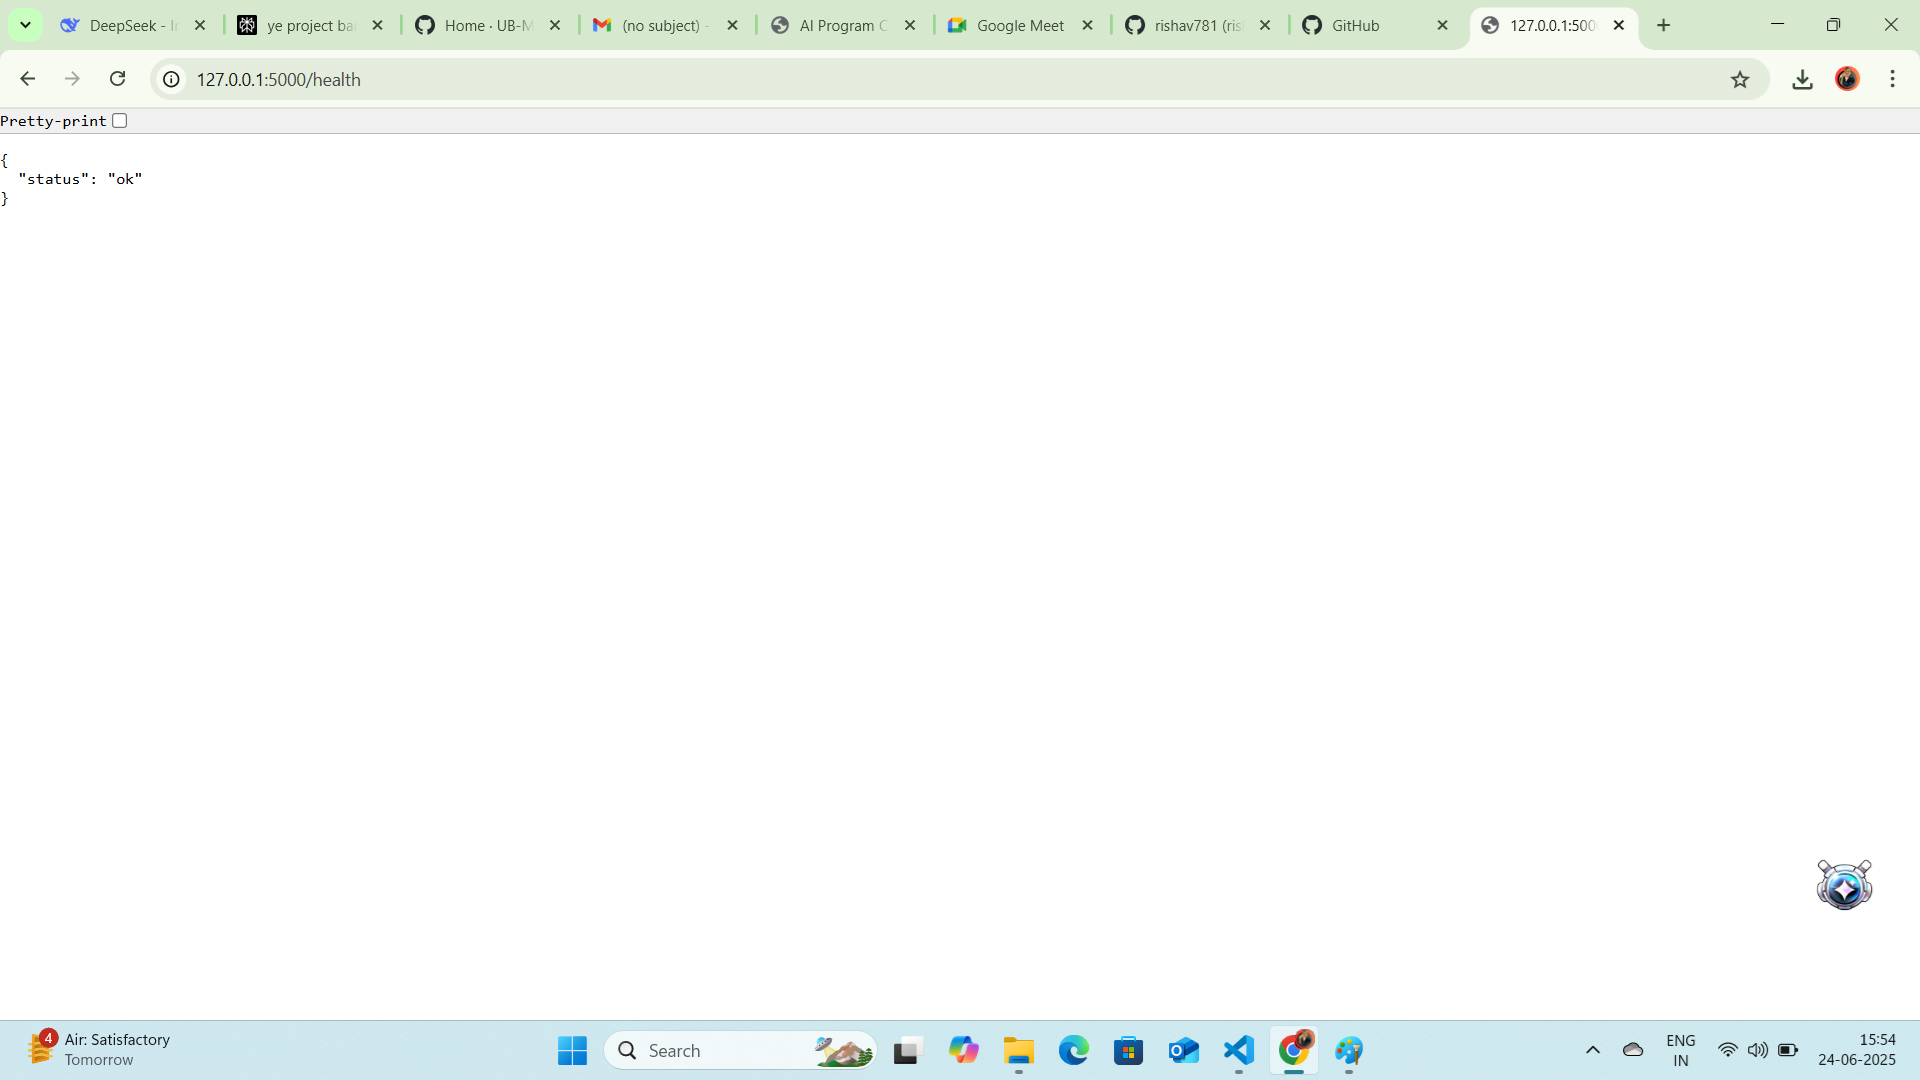 DeepSeek - I
ye project ba
Home · UB-M
(no subject) -
AI Program C
Google Meet
rishav781 (ris
GitHub
127.0.0.1:500
127.0.0.1:5000/health
Pretty-print
{
"status": "ok"
}
4
Air: Satisfactory
Tomorrow
Search
ENG
IN
15:54
24-06-2025